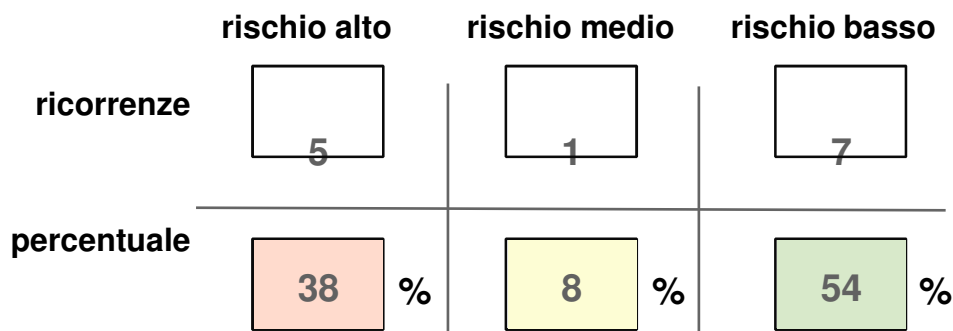 rischio alto rischio medio rischio basso
ricorrenze
5 1 7
percentuale
38 % 8 % 54 %